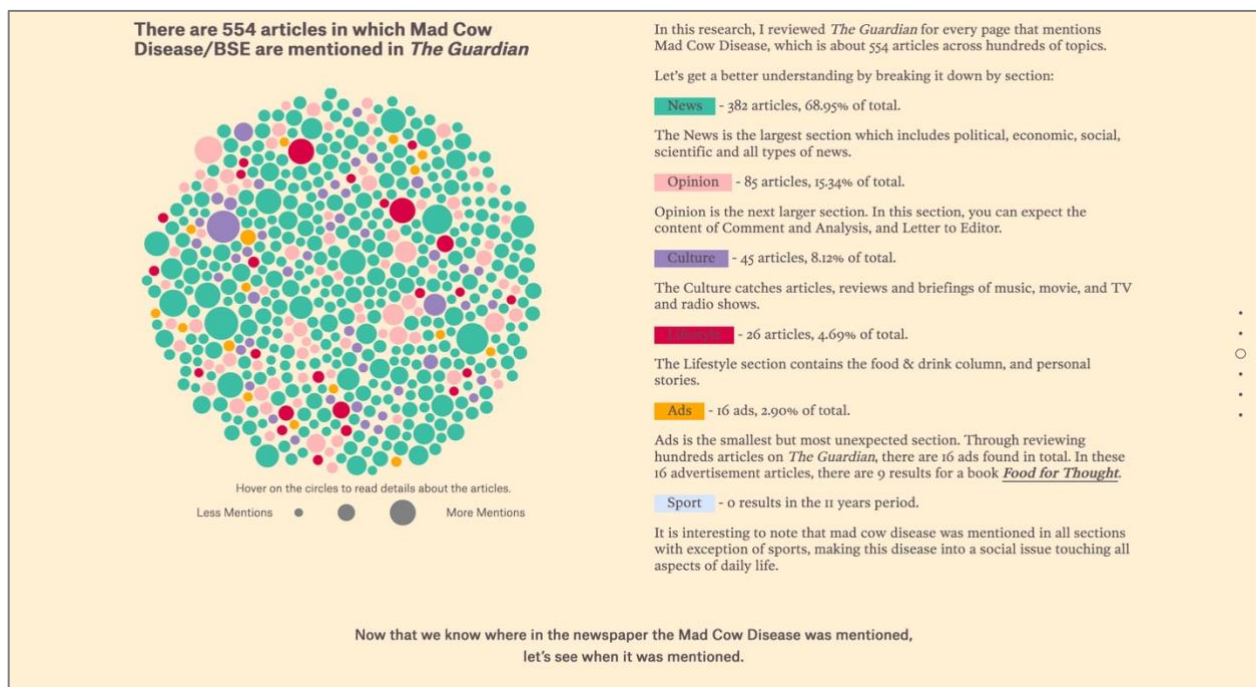 There are 554 articles in which Mad Cow
Disease/BSE are mentioned in The Guardian
Hover on the circles to read details about the articles.
Less Mentions
More Mentions
In this research, I reviewed The Guardian for every page that mentions
Mad Cow Disease, which is about 554 articles across hundreds of topics.
Let's get a better understanding by breaking it down by section:
News - 382 articles, 68.95% of total.
The News is the largest section which includes political, economic, social,
scientific and all types of news.
Opinion - 85 articles, 15.34% of total.
Opinion is the next larger section. In this section, you can expect the
content of Comment and Analysis, and Letter to Editor.
Culture - 45 articles, 8.12% of total.
The Culture catches articles, reviews and briefings of music, movie, and TV
and radio shows.
Lifestyle - 26 articles, 4.69% of total.
The Lifestyle section contains the food & drink column, and personal
stories.
Ads - 16 ads, 2.90% of total.
Ads is the smallest but most unexpected section. Through reviewing
hundreds articles on The Guardian, there are 16 ads found in total. In these
16 advertisement articles, there are 9 results for a book Food for Thought.
Sport - 0 results in the 11 years period.
It is interesting to note that mad cow disease was mentioned in all sections
with exception of sports, making this disease into a social issue touching all
aspects of daily life.
Now that we know where in the newspaper the Mad Cow Disease was mentioned,
let's see when it was mentioned.